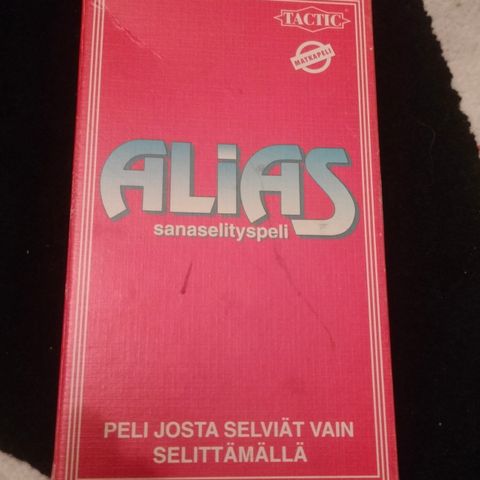 TACTIC
MATKAPELI
ALiAS
sanaselityspeli
PELI JOSTA SELVIÄT VAIN
SELITTÄMÄLLÄ